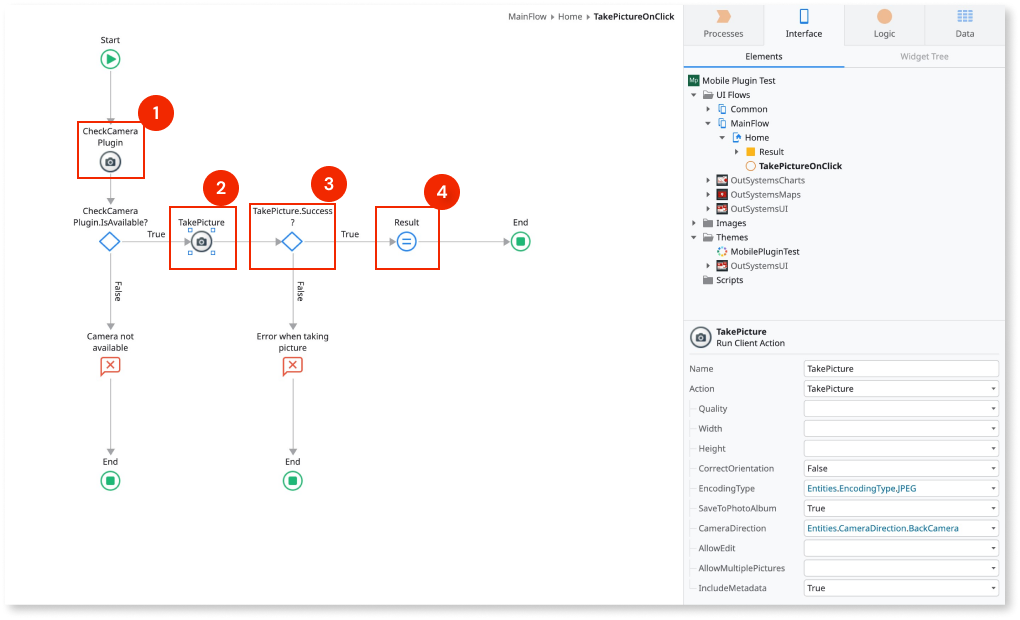 MainFlow ▸ Home ▸ TakePictureOnClick
Start
1
CheckCamera
Plugin
2
3
4
CheckCamera
Plugin.IsAvailable?
True
TakePicture
TakePicture.Success
?
True
Result
End
False
False
Camera not
available
Error when taking
picture
End
End
Processes
Interface
Logic
Data
Elements
Widget Tree
Mp
Mobile Plugin Test
UI Flows
Common
MainFlow
Home
Result
TakePictureOnClick
OutSystemsCharts
OutSystemsMaps
OutSystemsUI
Images
Themes
MobilePluginTest
OutSystemsUI
Scripts
TakePicture
Run Client Action
Name TakePicture
Action TakePicture
Quality
Width
Height
CorrectOrientation False
EncodingType Entities.EncodingType.JPEG
SaveToPhotoAlbum True
CameraDirection Entities.CameraDirection.BackCamera
AllowEdit
AllowMultiplePictures
IncludeMetadata True